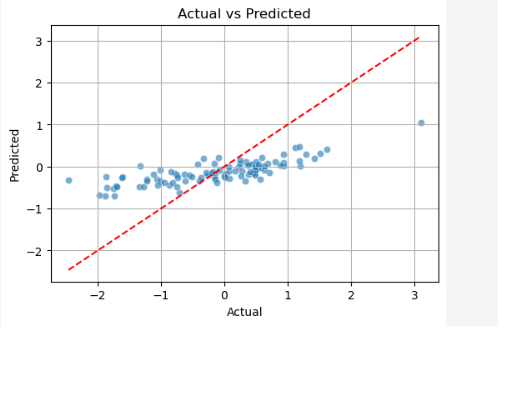 Actual vs Predicted
3
2
1
0
−1
−2
Predicted
−2 −1 0 1 2 3
Actual